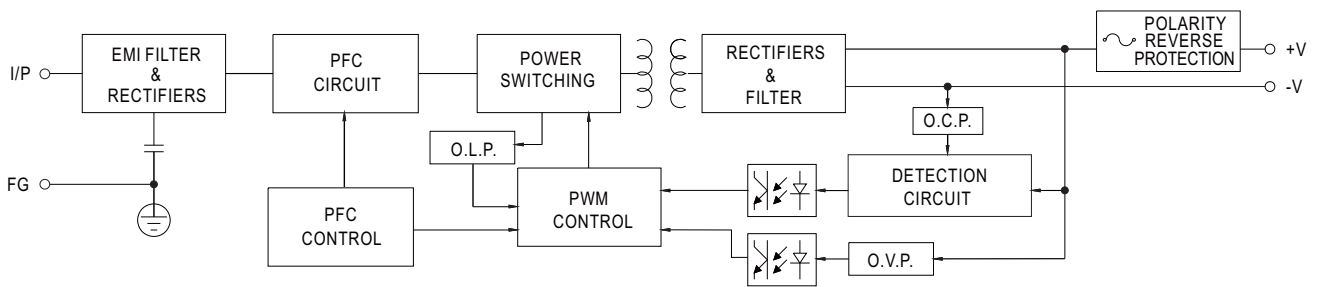 I/P
EMI FILTER
&
RECTIFIERS
PFC
CIRCUIT
POWER
SWITCHING
RECTIFIERS
&
FILTER
POLARITY
REVERSE
PROTECTION
+V
-V
O.C.P.
O.L.P.
DETECTION
CIRCUIT
FG
PFC
CONTROL
PWM
CONTROL
O.V.P.